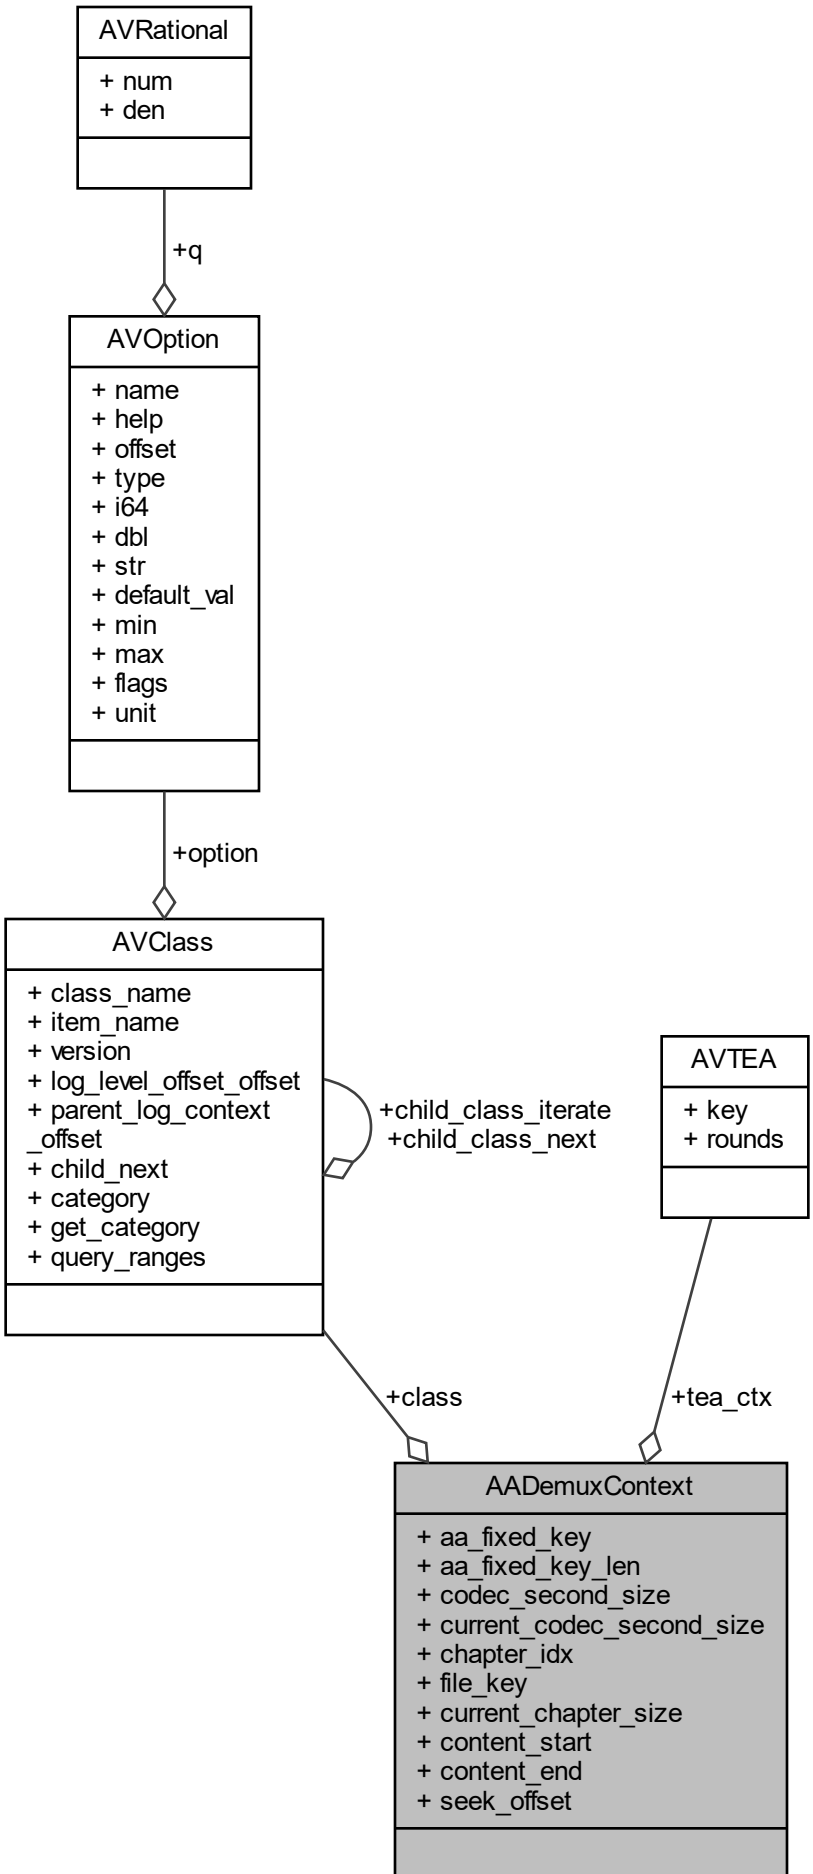 AVRational
+ num
+ den
+q
AVOption
+ name
+ help
+ offset
+ type
+ i64
+ dbl
+ str
+ default_val
+ min
+ max
+ flags
+ unit
+option
AVClass
+ class_name
+ item_name
+ version
+ log_level_offset_offset
+ parent_log_context
_offset
+ child_next
+ category
+ get_category
+ query_ranges
+child_class_iterate
+child_class_next
AVTEA
+ key
+ rounds
+class
+tea_ctx
AADemuxContext
+ aa_fixed_key
+ aa_fixed_key_len
+ codec_second_size
+ current_codec_second_size
+ chapter_idx
+ file_key
+ current_chapter_size
+ content_start
+ content_end
+ seek_offset